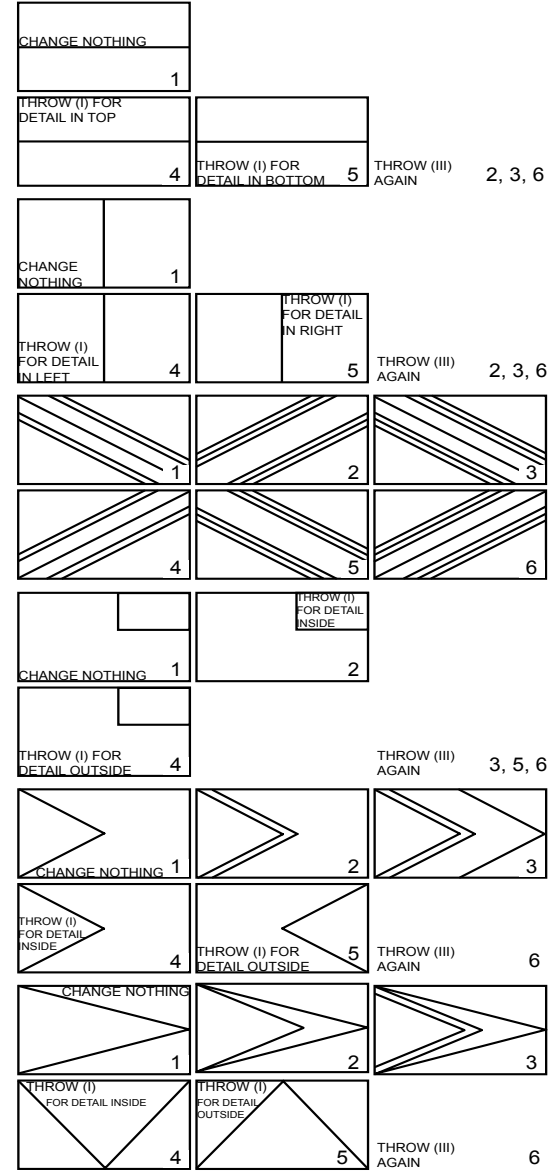 CHANGE NOTHING
1
THROW (I) FOR
DETAIL IN TOP
4
THROW (I) FOR
DETAIL IN BOTTOM
5
THROW (III)
AGAIN
2, 3, 6
CHANGE
NOTHING
1
THROW (I)
FOR DETAIL
IN LEFT
4
THROW (I)
FOR DETAIL
IN RIGHT
5
THROW (III)
AGAIN
2, 3, 6
1
2
3
4
5
6
CHANGE NOTHING
1
THROW (I)
FOR DETAIL
INSIDE
2
THROW (I) FOR
DETAIL OUTSIDE
4
THROW (III)
AGAIN
3, 5, 6
CHANGE NOTHING
1
2
3
THROW (I)
FOR DETAIL
INSIDE
4
THROW (I) FOR
DETAIL OUTSIDE
5
THROW (III)
AGAIN
6
CHANGE NOTHING
1
2
3
THROW (I)
FOR DETAIL INSIDE
4
THROW (I)
FOR DETAIL
OUTSIDE
5
THROW (III)
AGAIN
6